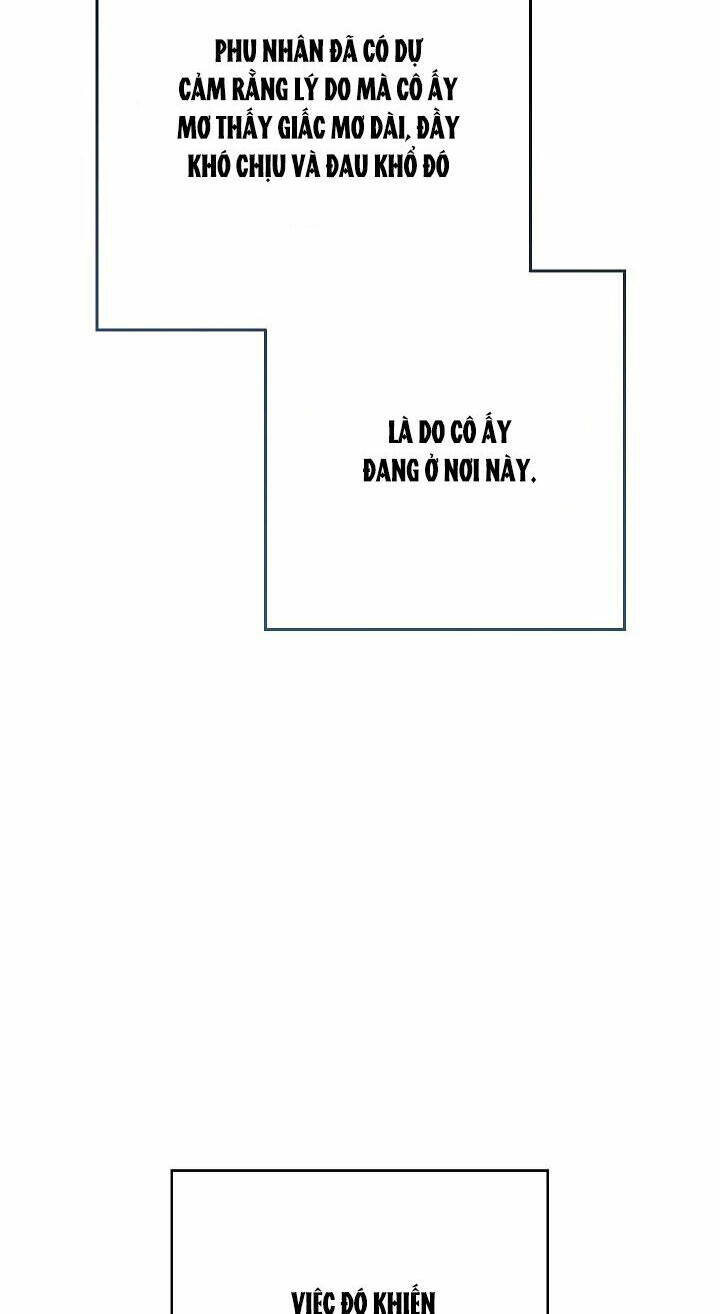 PHU NHÂN ĐÃ CÓ DỰ
CẢM RẰNG LÝ DO MÀ CÔ ẤY
MƠ THẤY GIẤC MƠ DÀI, ĐẦY
KHÓ CHỊU VÀ ĐAU KHỔ ĐÓ
LÀ DO CÔ ẤY
ĐANG Ở NƠI NÀY.
VIỆC ĐÓ KHIẾN